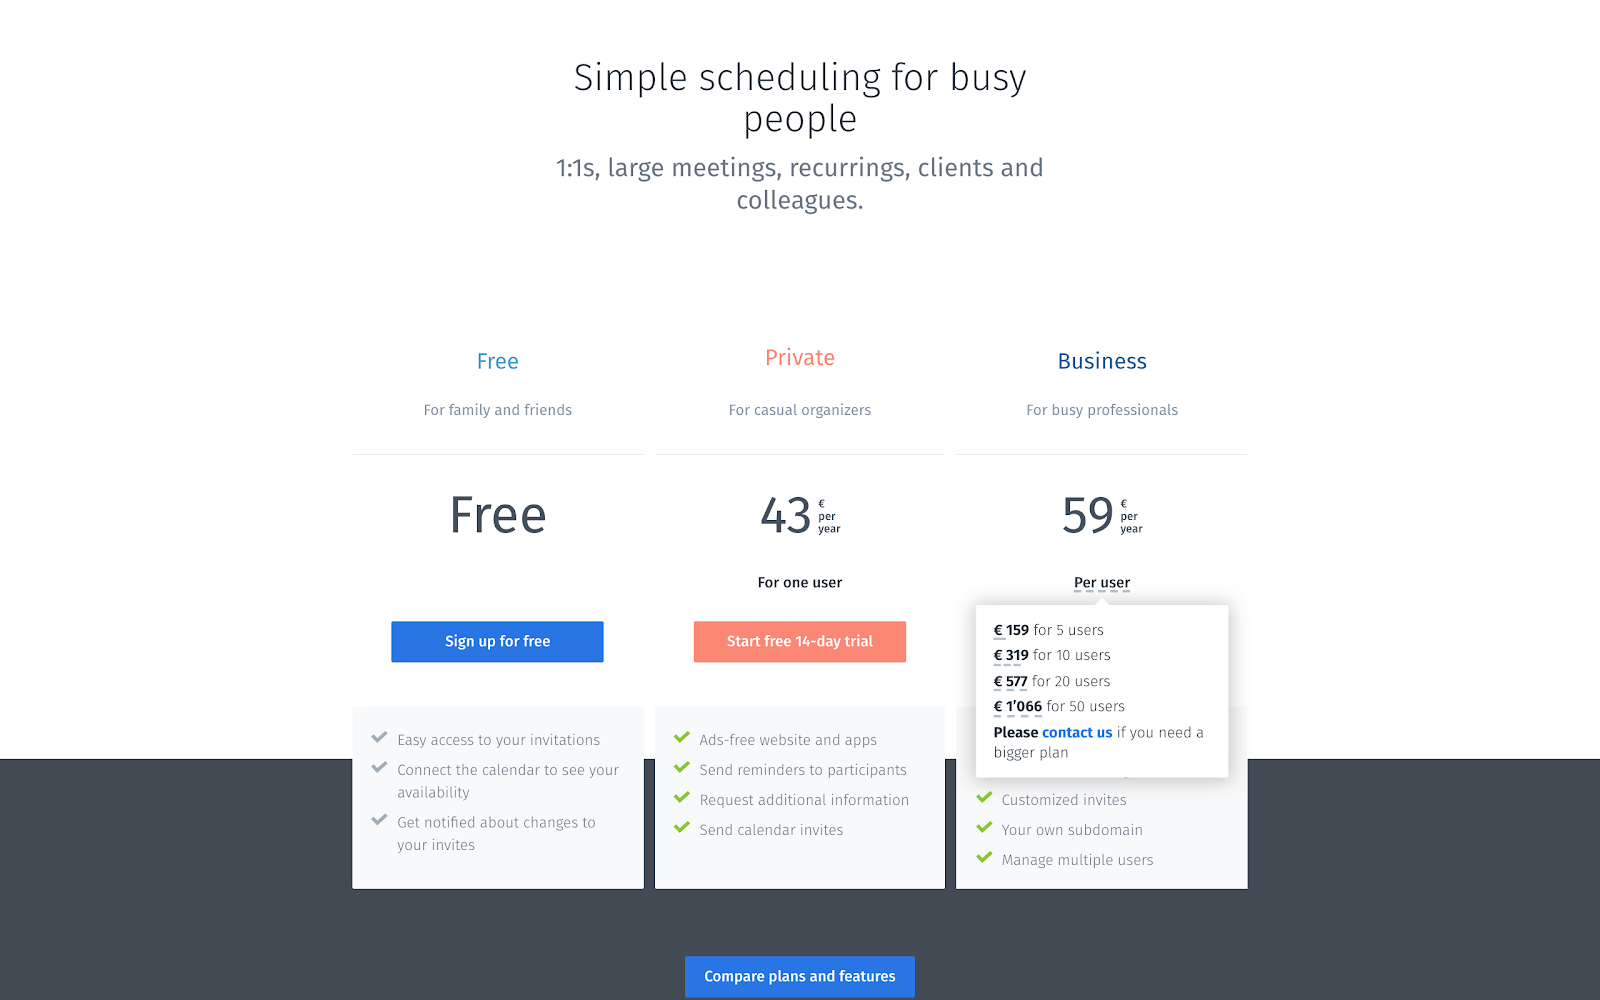 Simple scheduling for busy
people
1:1s, large meetings, recurrings, clients and
colleagues.
Free
For family and friends
Free
Sign up for free
Easy access to your invitations
Connect the calendar to see your
availability
Get notified about changes to
your invites
Private
For casual organizers
43 € per year
For one user
Start free 14-day trial
Ads-free website and apps
Send reminders to participants
Request additional information
Send calendar invites
Business
For busy professionals
59 € per year
Per user
€ 159 for 5 users
€ 319 for 10 users
€ 577 for 20 users
€ 1’066 for 50 users
Please contact us if you need a
bigger plan
Customized invites
Your own subdomain
Manage multiple users
Compare plans and features